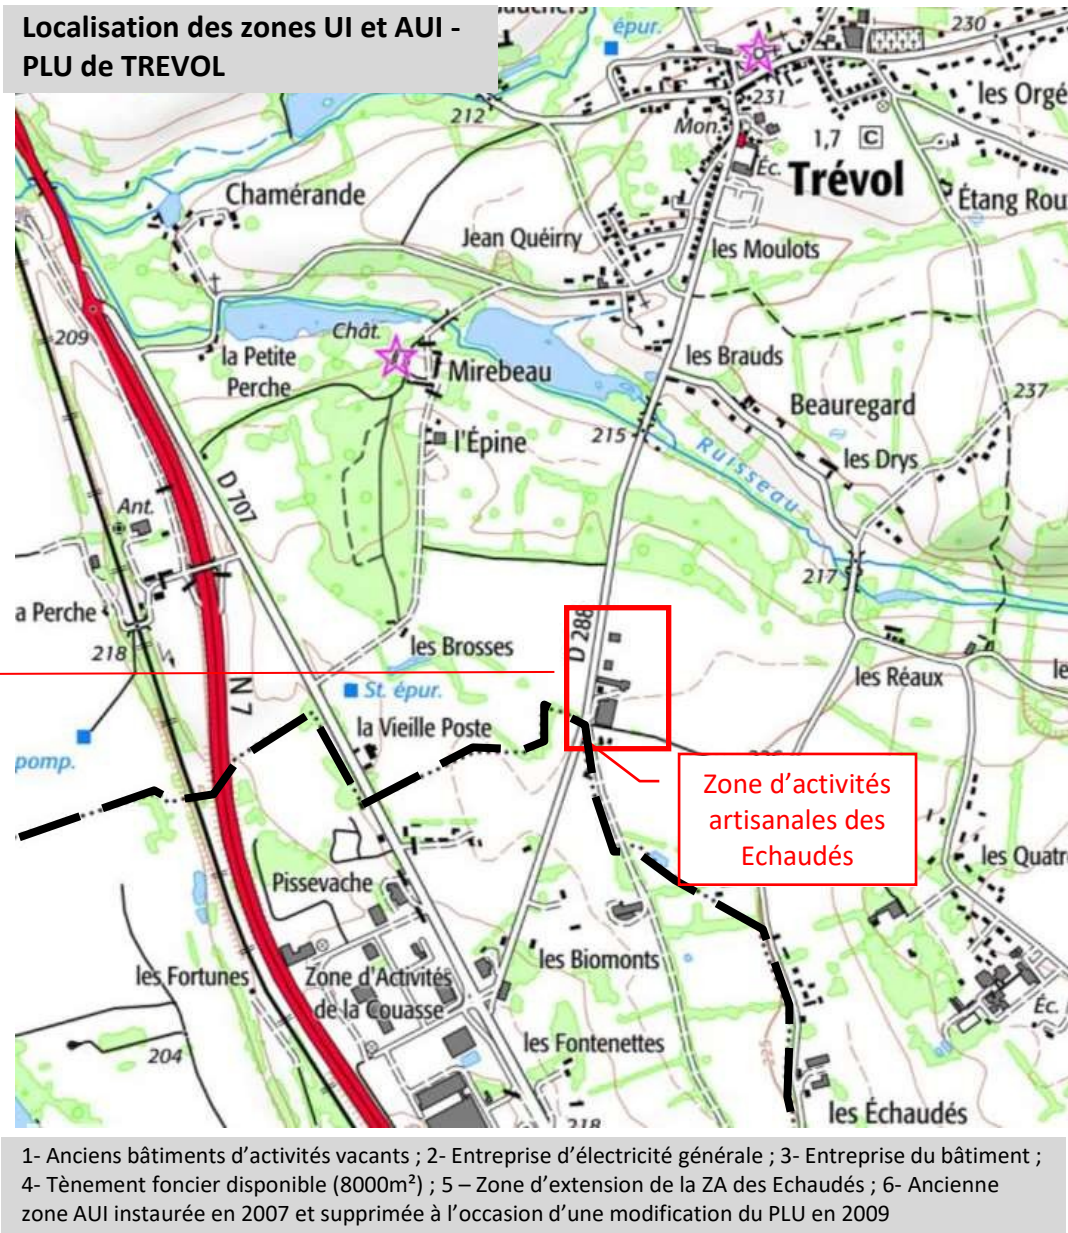 Localisation des zones UI et AUI -
PLU de TREVOL
épur.
230
212
231
les Orgé
Mon.
1,7 C
Éc.
Trévol
Chamérande
Étang Rou
Jean Quéirry
les Moulots
209
Chât.
la Petite
Perche
Mirebeau
les Brauds
237
Beauregard
215
l'Épine
Ruisseau
les Drys
D 707
Ant.
217
a Perche
D 288
218
les Brosses
les Réaux
le
N 7
St. épur.
la Vieille Poste
pomp.
Zone d'activités
artisanales des
Echaudés
les Quatr
Pissevache
les Fortunes
Zone d'Activités
de la Couasse
les Biomonts
Éc.
204
les Fontenettes
225
les Échaudés
218
1- Anciens bâtiments d'activités vacants ; 2- Entreprise d'électricité générale ; 3- Entreprise du bâtiment ;
4- Tènement foncier disponible (8000m²) ; 5 – Zone d'extension de la ZA des Echaudés ; 6- Ancienne
zone AUI instaurée en 2007 et supprimée à l'occasion d'une modification du PLU en 2009